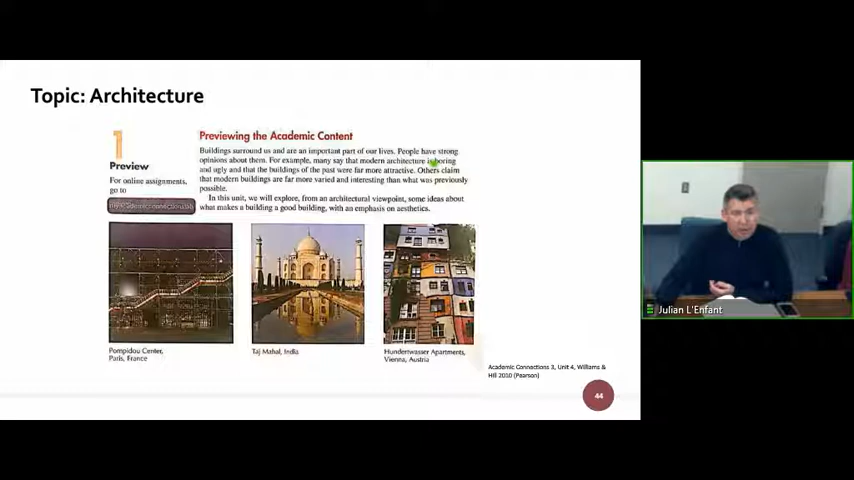 Topic: Architecture
1
Preview
For online assignments,
go to
Previewing the Academic Content
Buildings surround us and are an important part of our lives. People have strong
opinions about them. For example, many say that modern architecture is boring
and ugly and that the buildings of the past were far more attractive. Others claim
that modern buildings are far more varied and interesting than what was previously
possible.
In this unit, we will explore, from an architectural viewpoint, some ideas about
what makes a building a good building, with an emphasis on aesthetics.
Pompidou Center,
Paris, France
Taj Mahal, India
Hundertwasser Apartments,
Vienna, Austria
Academic Connections 3, Unit 4, Williams &
Hill 2010 (Pearson)
44
Julian L'Enfant